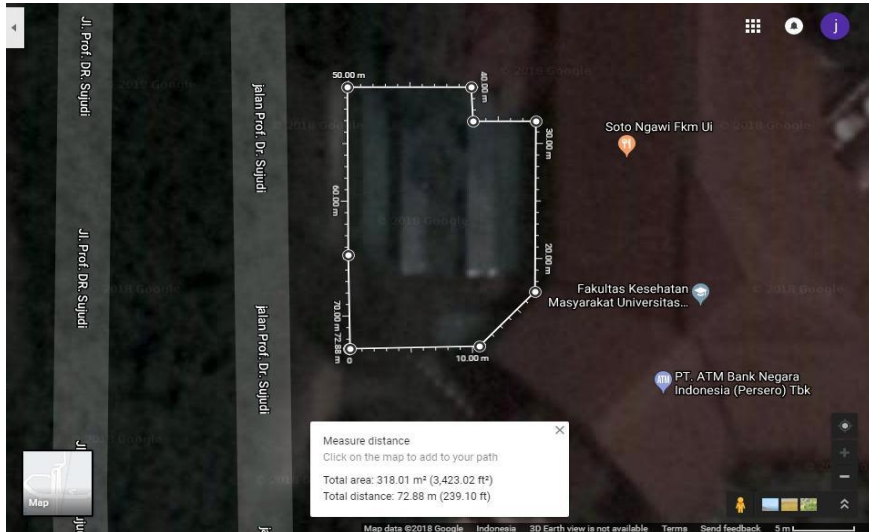 Jl. Prof. DR. Sujudi
jalan Prof. Dr. Sujudi
50.00 m
40.00 m
j
© 2018 Google
Soto Ngawi Fkm Ui
30.00 m
60.00 m
20.00 m
Jl. Prof. DR. Sujudi
jalan Prof. Dr. Sujudi
Fakultas Kesehatan
Masyarakat Universitas...
70.00 m
72.88 m
0
10.00 m
ATM
PT. ATM Bank Negara
Indonesia (Persero) Tbk
Measure distance
Click on the map to add to your path
Total area: 318.01 m² (3,423.02 ft²)
Total distance: 72.88 m (239.10 ft)
Map
Map data ©2018 Google Indonesia 3D Earth view is not available Terms Send feedback 5 m